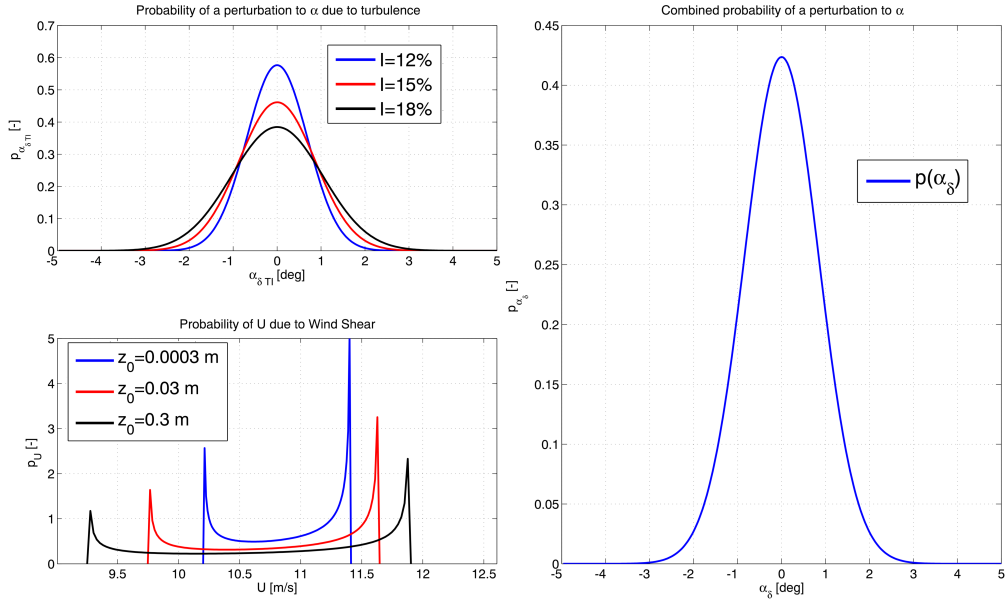 Probability of a perturbation to α due to turbulence
0.7
0.6
0.5
0.4
0.3
0.2
0.1
0
p_α_δ TI [-]
-5 -4 -3 -2 -1 0 1 2 3 4 5
α_δ TI [deg]
I=12%
I=15%
I=18%
Probability of U due to Wind Shear
5
4
3
2
1
0
p_U [-]
9.5 10 10.5 11 11.5 12 12.5
U [m/s]
z_0=0.0003 m
z_0=0.03 m
z_0=0.3 m
Combined probability of a perturbation to α
0.45
0.4
0.35
0.3
0.25
0.2
0.15
0.1
0.05
0
p_α_δ [-]
-5 -4 -3 -2 -1 0 1 2 3 4 5
α_δ [deg]
p(α_δ)